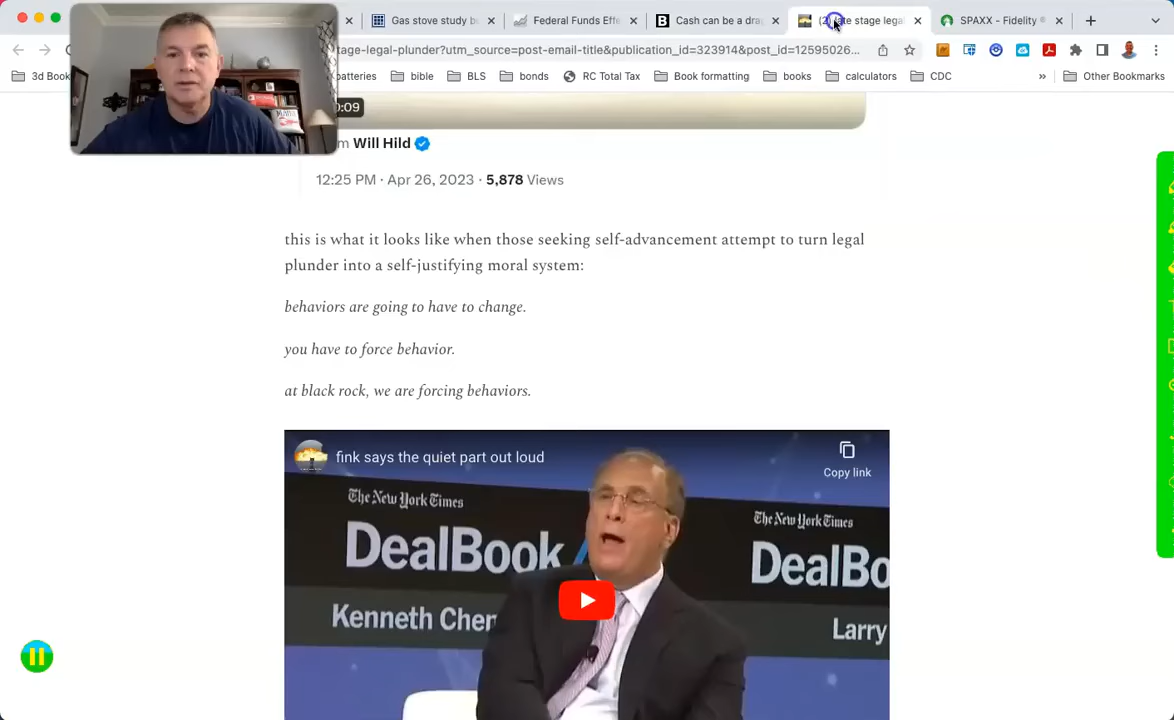 Gas stove study be
Federal Funds Effe
B Cash can be a dra
late stage legal
SPAXX - Fidelity
tage-legal-plunder?utm_source=post-email-title&publication_id=323914&post_id=12595026...
3d Book
batteries
bible
BLS
bonds
RC Total Tax
Book formatting
books
calculators
CDC
»
Other Bookmarks
0:09
m Will Hild
12:25 PM · Apr 26, 2023 · 5,878 Views
this is what it looks like when those seeking self-advancement attempt to turn legal
plunder into a self-justifying moral system:
behaviors are going to have to change.
you have to force behavior.
at black rock, we are forcing behaviors.
fink says the quiet part out loud
Copy link
The New York Times
DealBook/
Kenneth Chen
The New York Times
DealBo
Larry